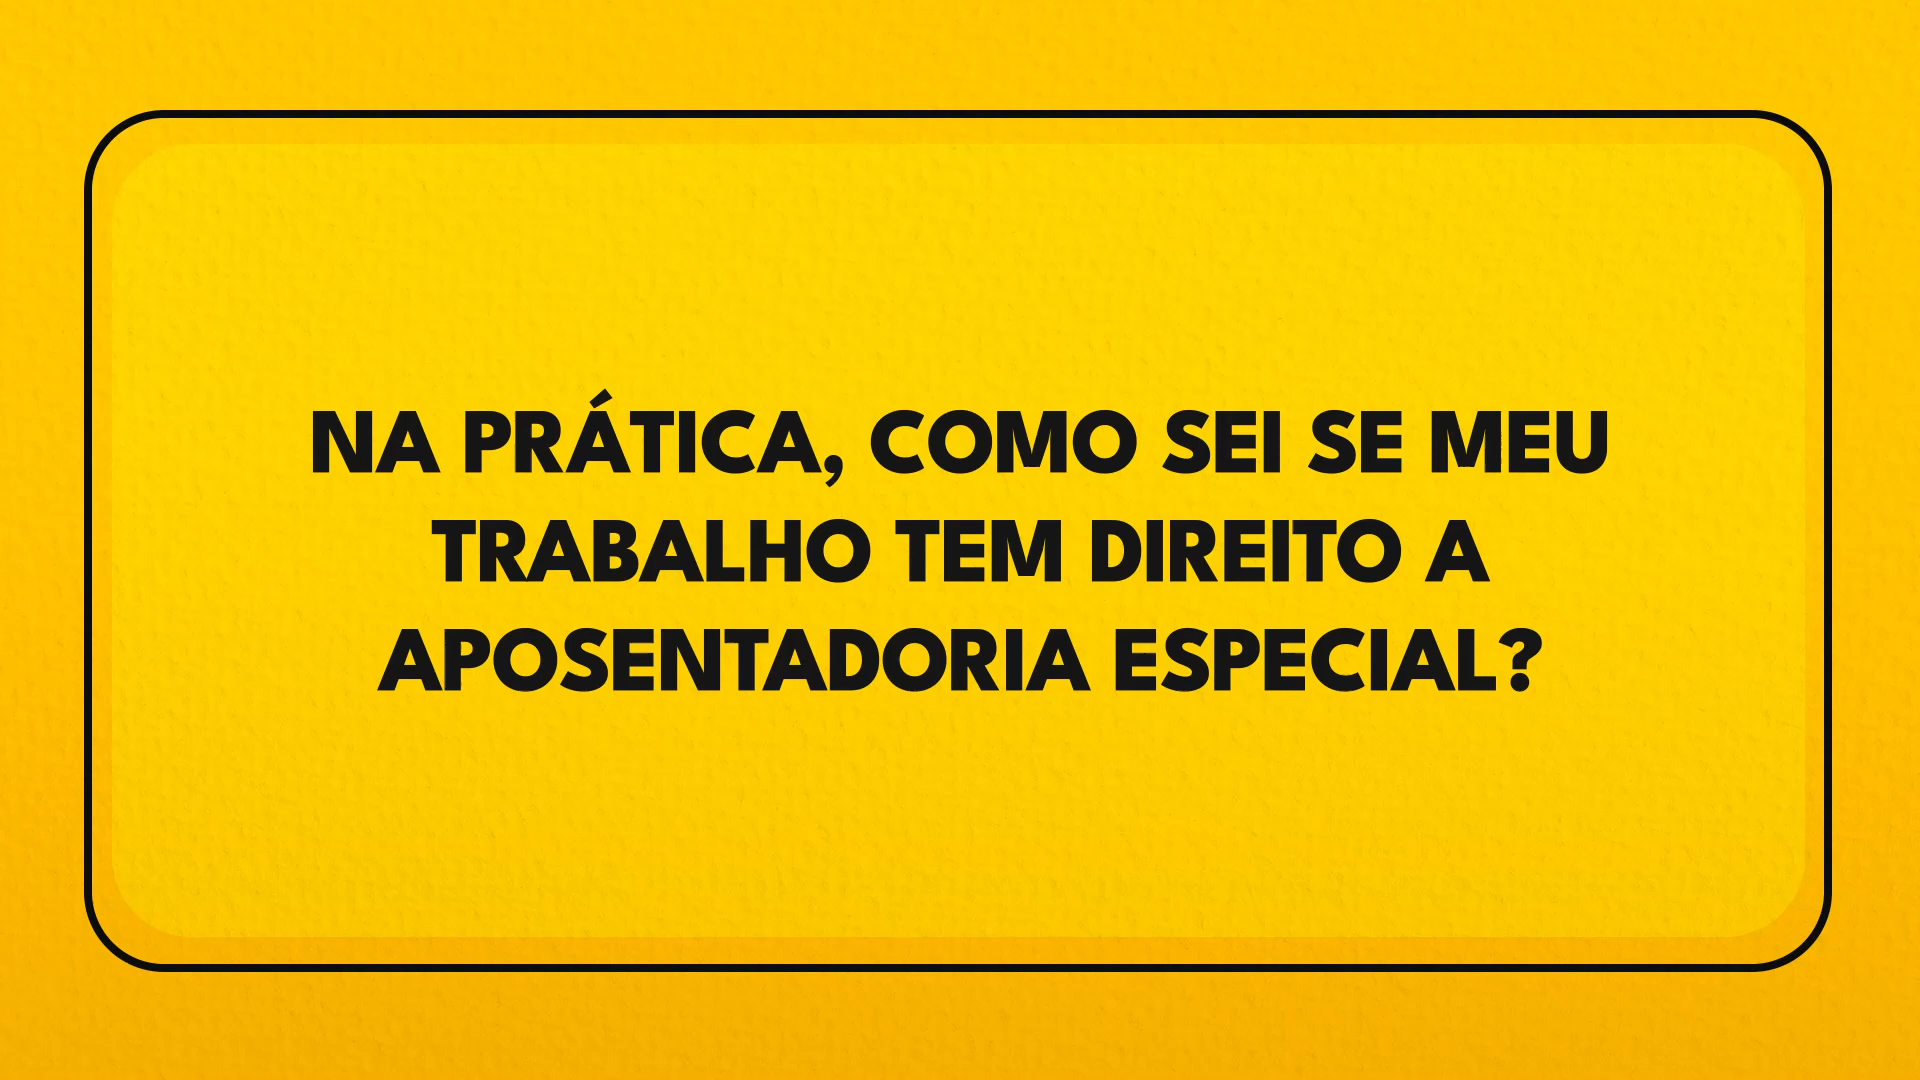 NA PRÁTICA, COMO SEI SE MEU
TRABALHO TEM DIREITO A
APOSENTADORIA ESPECIAL?